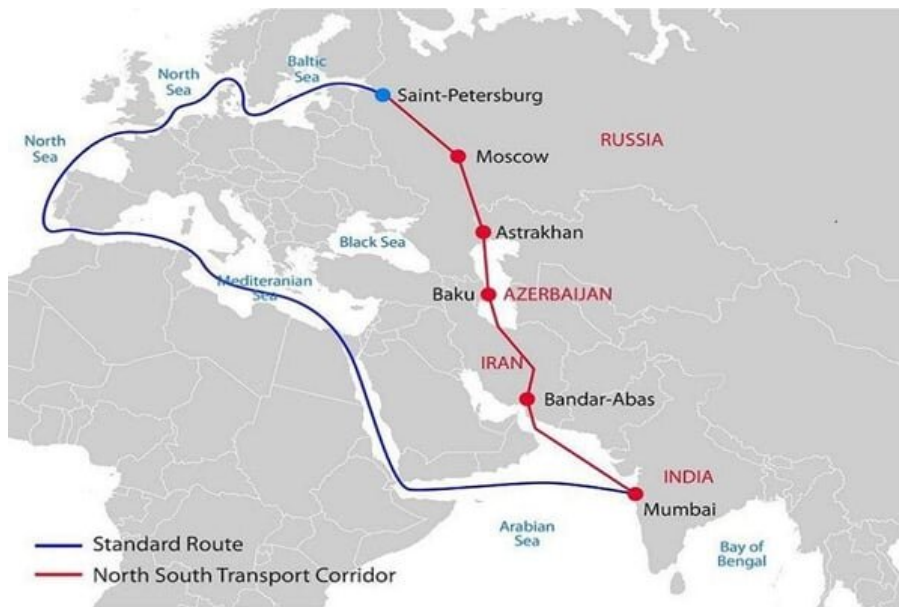 Baltic
Sea
North
Sea
Saint-Petersburg
North
Sea
Moscow
RUSSIA
Astrakhan
Black Sea
Mediteranian
Sea
Baku
AZERBAIJAN
IRAN
Bandar-Abas
INDIA
Mumbai
Arabian
Sea
Bay of
Bengal
Standard Route
North South Transport Corridor